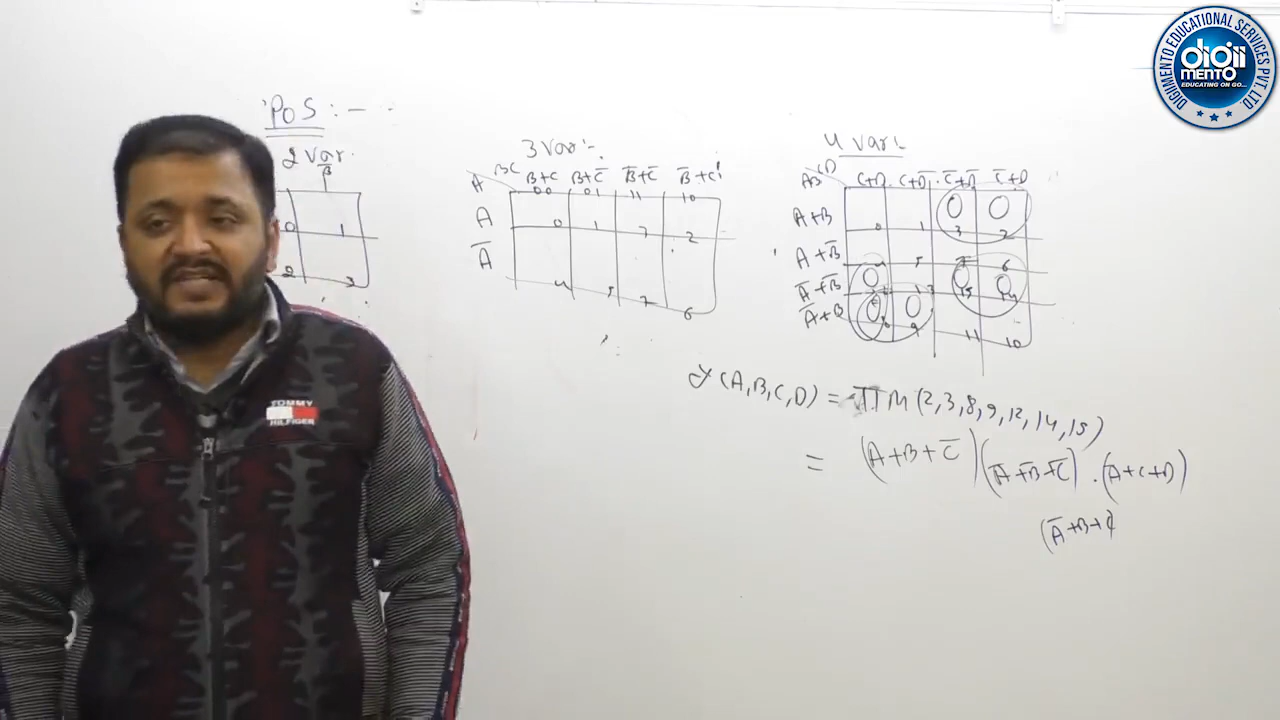 POS :-
2 Var.
B̅
0 1
2 3
3 Var:-
A BC B+C B+C̅ B̅+C̅ B̅+C
00 01 11 10
A 0 1 3 2
A̅ 4 5 7 6
4 Var:
AB CD C+D C+D̅ C̅+D̅ C̅+D
A+B 0 1 0 3 0 2
A+B̅ 4 5 7 6
A̅+B̅ 0 12 13 0 15 0 14
A̅+B 0 8 0 9 11 10
Y(A,B,C,D) = ΠM(2,3,8,9,12,14,15)
= (A+B+C̅)(A̅+B̅+C̅).(A̅+C+D)
(A̅+B+C
DIGIIMENTO EDUCATIONAL SERVICES PVT. LTD.
digii
MENTO
EDUCATING ON GO...
TOMMY
HILFIGER